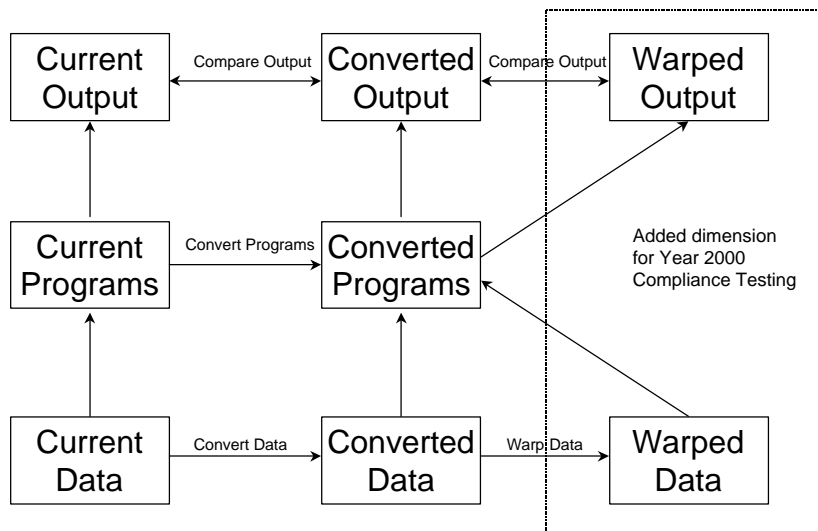 Current
Output
Compare Output
Converted
Output
Compare Output
Warped
Output
Current
Programs
Convert Programs
Converted
Programs
Added dimension
for Year 2000
Compliance Testing
Current
Data
Convert Data
Converted
Data
Warp Data
Warped
Data